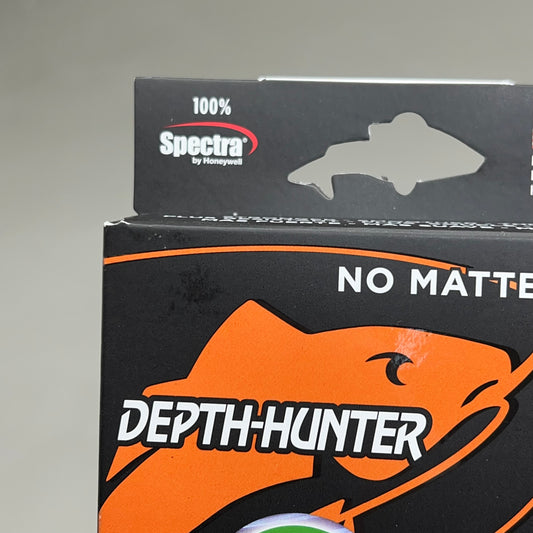 100%
Spectra®
by Honeywell
NO MATTE
DEPTH-HUNTER